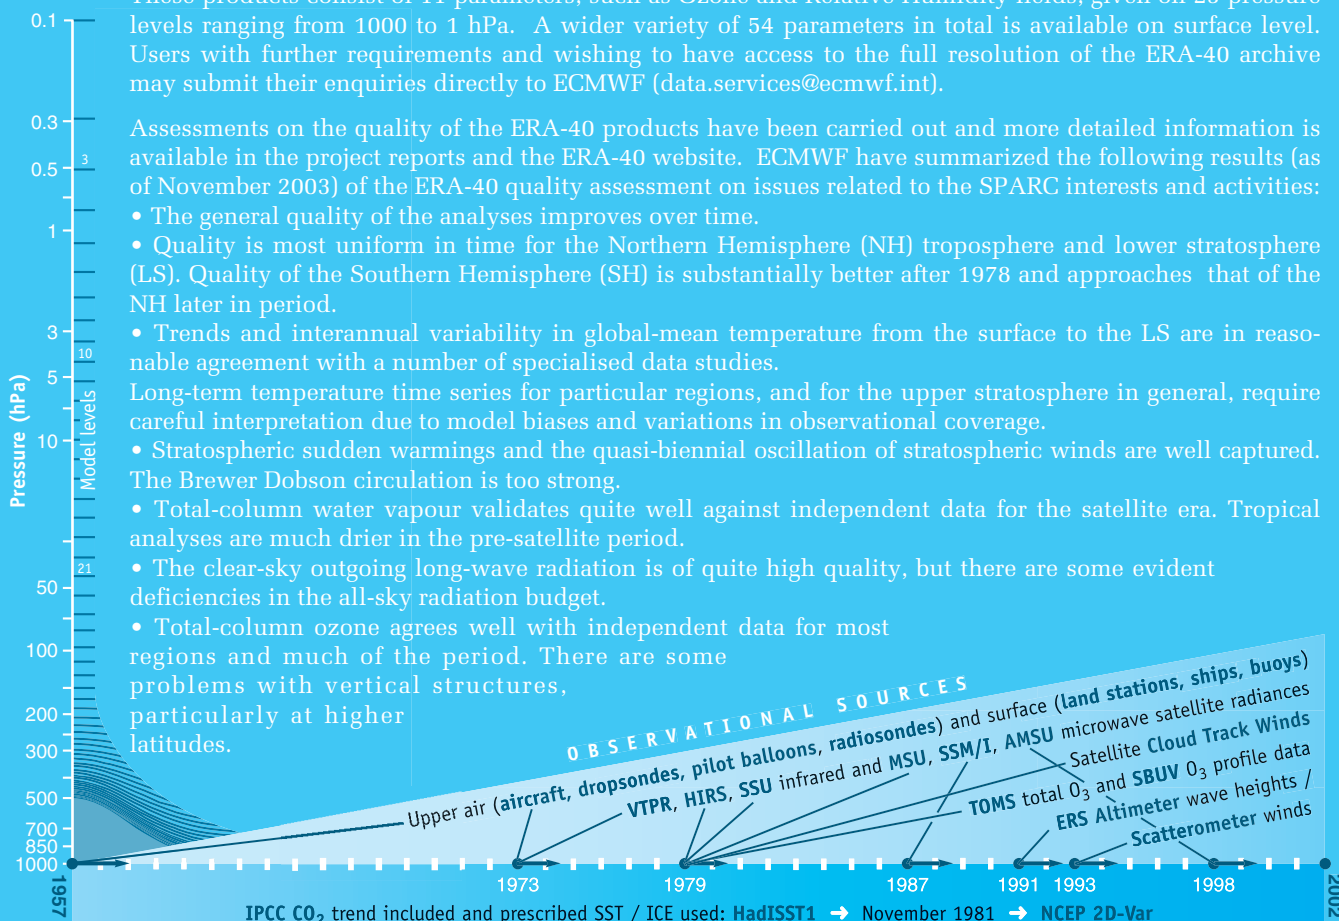 These products consist of 11 parameters, such as Ozone and Relative Humidity fields, given on 23 pressure
levels ranging from 1000 to 1 hPa. A wider variety of 54 parameters in total is available on surface level.
Users with further requirements and wishing to have access to the full resolution of the ERA-40 archive
may submit their enquiries directly to ECMWF (data.services@ecmwf.int).
Assessments on the quality of the ERA-40 products have been carried out and more detailed information is
available in the project reports and the ERA-40 website. ECMWF have summarized the following results (as
of November 2003) of the ERA-40 quality assessment on issues related to the SPARC interests and activities:
• The general quality of the analyses improves over time.
• Quality is most uniform in time for the Northern Hemisphere (NH) troposphere and lower stratosphere
(LS). Quality of the Southern Hemisphere (SH) is substantially better after 1978 and approaches that of the
NH later in period.
• Trends and interannual variability in global-mean temperature from the surface to the LS are in reaso-
nable agreement with a number of specialised data studies.
Long-term temperature time series for particular regions, and for the upper stratosphere in general, require
careful interpretation due to model biases and variations in observational coverage.
• Stratospheric sudden warmings and the quasi-biennial oscillation of stratospheric winds are well captured.
The Brewer Dobson circulation is too strong.
• Total-column water vapour validates quite well against independent data for the satellite era. Tropical
analyses are much drier in the pre-satellite period.
• The clear-sky outgoing long-wave radiation is of quite high quality, but there are some evident
deficiencies in the all-sky radiation budget.
• Total-column ozone agrees well with independent data for most
regions and much of the period. There are some
problems with vertical structures,
particularly at higher
latitudes.
Pressure (hPa)
0.1
0.3
0.5
1
3
5
10
50
100
200
300
500
700
850
1000
Model levels
3
10
21
OBSERVATIONAL SOURCES
Upper air (aircraft, dropsondes, pilot balloons, radiosondes) and surface (land stations, ships, buoys)
VTPR, HIRS, SSU infrared and MSU, SSM/I, AMSU microwave satellite radiances
Satellite Cloud Track Winds
TOMS total O3 and SBUV O3 profile data
ERS Altimeter wave heights /
Scatterometer winds
1957
1973
1979
1987
1991
1993
1998
2002
IPCC CO2 trend included and prescribed SST / ICE used: HadISST1 ➔ November 1981 ➔ NCEP 2D-Var